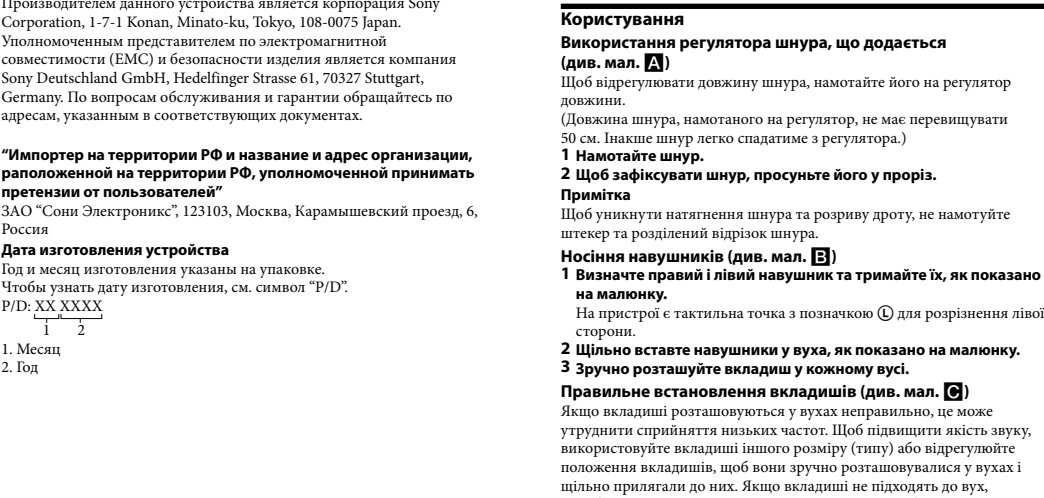 Производителем данного устройства является корпорация Sony
Corporation, 1-7-1 Konan, Minato-ku, Tokyo, 108-0075 Japan.
Уполномоченным представителем по электромагнитной
совместимости (EMC) и безопасности изделия является компания
Sony Deutschland GmbH, Hedelfinger Strasse 61, 70327 Stuttgart,
Germany. По вопросам обслуживания и гарантии обращайтесь по
адресам, указанным в соответствующих документах.
“Импортер на территории РФ и название и адрес организации,
раположенной на территории РФ, уполномоченной принимать
претензии от пользователей”
ЗАО “Сони Электроникс”, 123103, Москва, Карамышевский проезд, 6,
Россия
Дата изготовления устройства
Год и месяц изготовления указаны на упаковке.
Чтобы узнать дату изготовления, см. символ “P/D”.
P/D: XX XXXX
1 2
1. Месяц
2. Год
Користування
Використання регулятора шнура, що додається
(див. мал. A)
Щоб відрегулювати довжину шнура, намотайте його на регулятор
довжини.
(Довжина шнура, намотаного на регулятор, не має перевищувати
50 см. Інакше шнур легко спадатиме з регулятора.)
1 Намотайте шнур.
2 Щоб зафіксувати шнур, просуньте його у проріз.
Примітка
Щоб уникнути натягнення шнура та розриву дроту, не намотуйте
штекер та розділений відрізок шнура.
Носіння навушників (див. мал. B)
1 Визначте правий і лівий навушник та тримайте їх, як показано
на малюнку.
На пристрої є тактильна точка з позначкою Ⓛ для розрізнення лівої
сторони.
2 Щільно вставте навушники у вуха, як показано на малюнку.
3 Зручно розташуйте вкладиш у кожному вусі.
Правильне встановлення вкладишів (див. мал. C)
Якщо вкладиші розташовуються у вухах неправильно, це може
утруднити сприйняття низьких частот. Щоб підвищити якість звуку,
використовуйте вкладиші іншого розміру (типу) або відрегулюйте
положення вкладишів, щоб вони зручно розташовувалися у вухах і
щільно прилягали до них. Якщо вкладиші не підходять до вух,